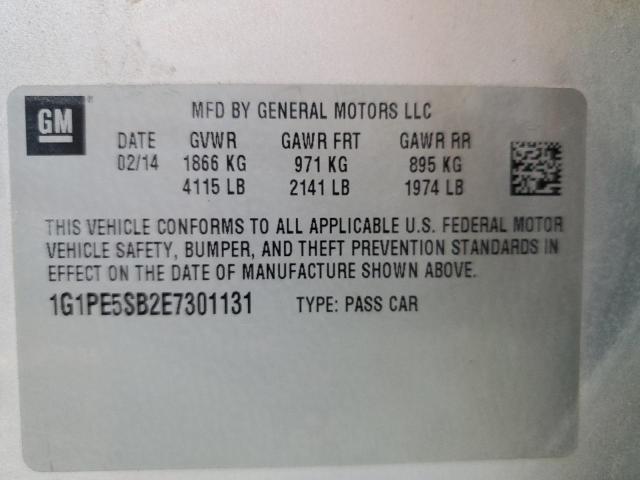 GM
MFD BY GENERAL MOTORS LLC
DATE GVWR GAWR FRT GAWR RR
02/14 1866 KG 971 KG 895 KG
4115 LB 2141 LB 1974 LB
THIS VEHICLE CONFORMS TO ALL APPLICABLE U.S. FEDERAL MOTOR
VEHICLE SAFETY, BUMPER, AND THEFT PREVENTION STANDARDS IN
EFFECT ON THE DATE OF MANUFACTURE SHOWN ABOVE.
1G1PE5SB2E7301131 TYPE: PASS CAR